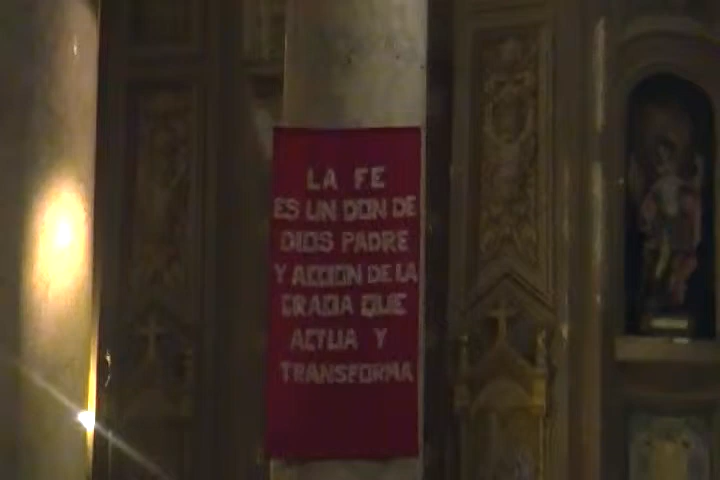 LA FE
ES UN DON DE
DIOS PADRE
Y ACCION DE LA
GRACIA QUE
ACTUA Y
TRANSFORMA